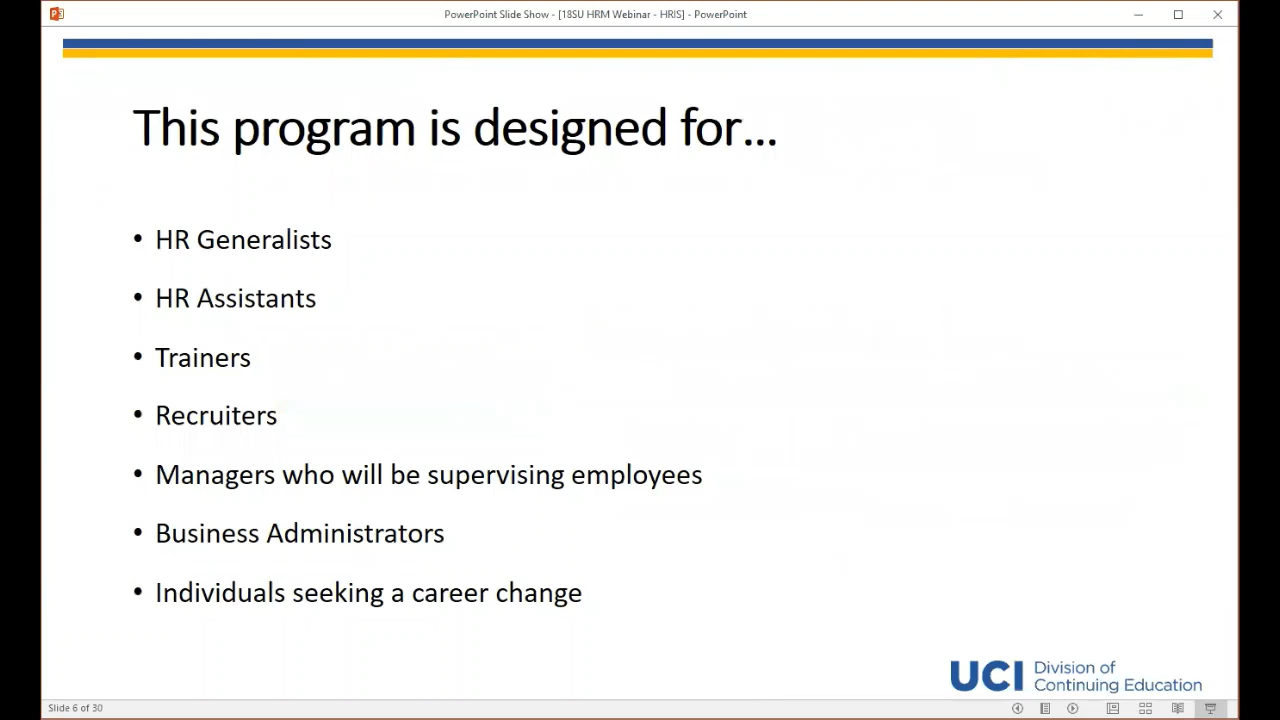 PowerPoint Slide Show - [18SU HRM Webinar - HRIS] - PowerPoint
This program is designed for...
• HR Generalists
• HR Assistants
• Trainers
• Recruiters
• Managers who will be supervising employees
• Business Administrators
• Individuals seeking a career change
UCI Division of
Continuing Education
Slide 6 of 30